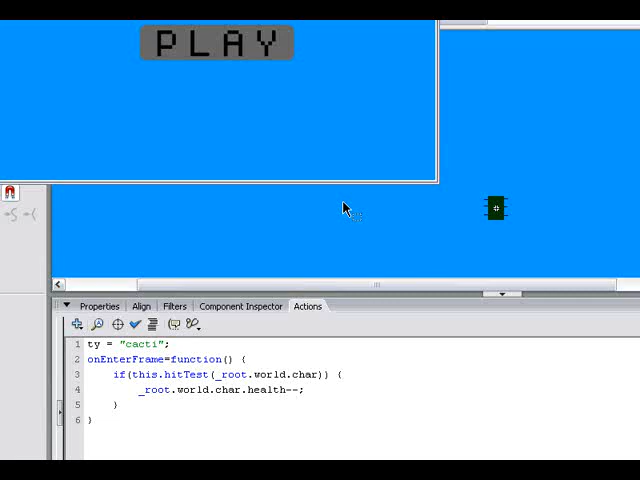 PLAY
Properties Align Filters Component Inspector Actions
1 ty = "cacti";
2 onEnterFrame=function() {
3 if(this.hitTest(_root.world.char)) {
4 _root.world.char.health--;
5 }
6 }